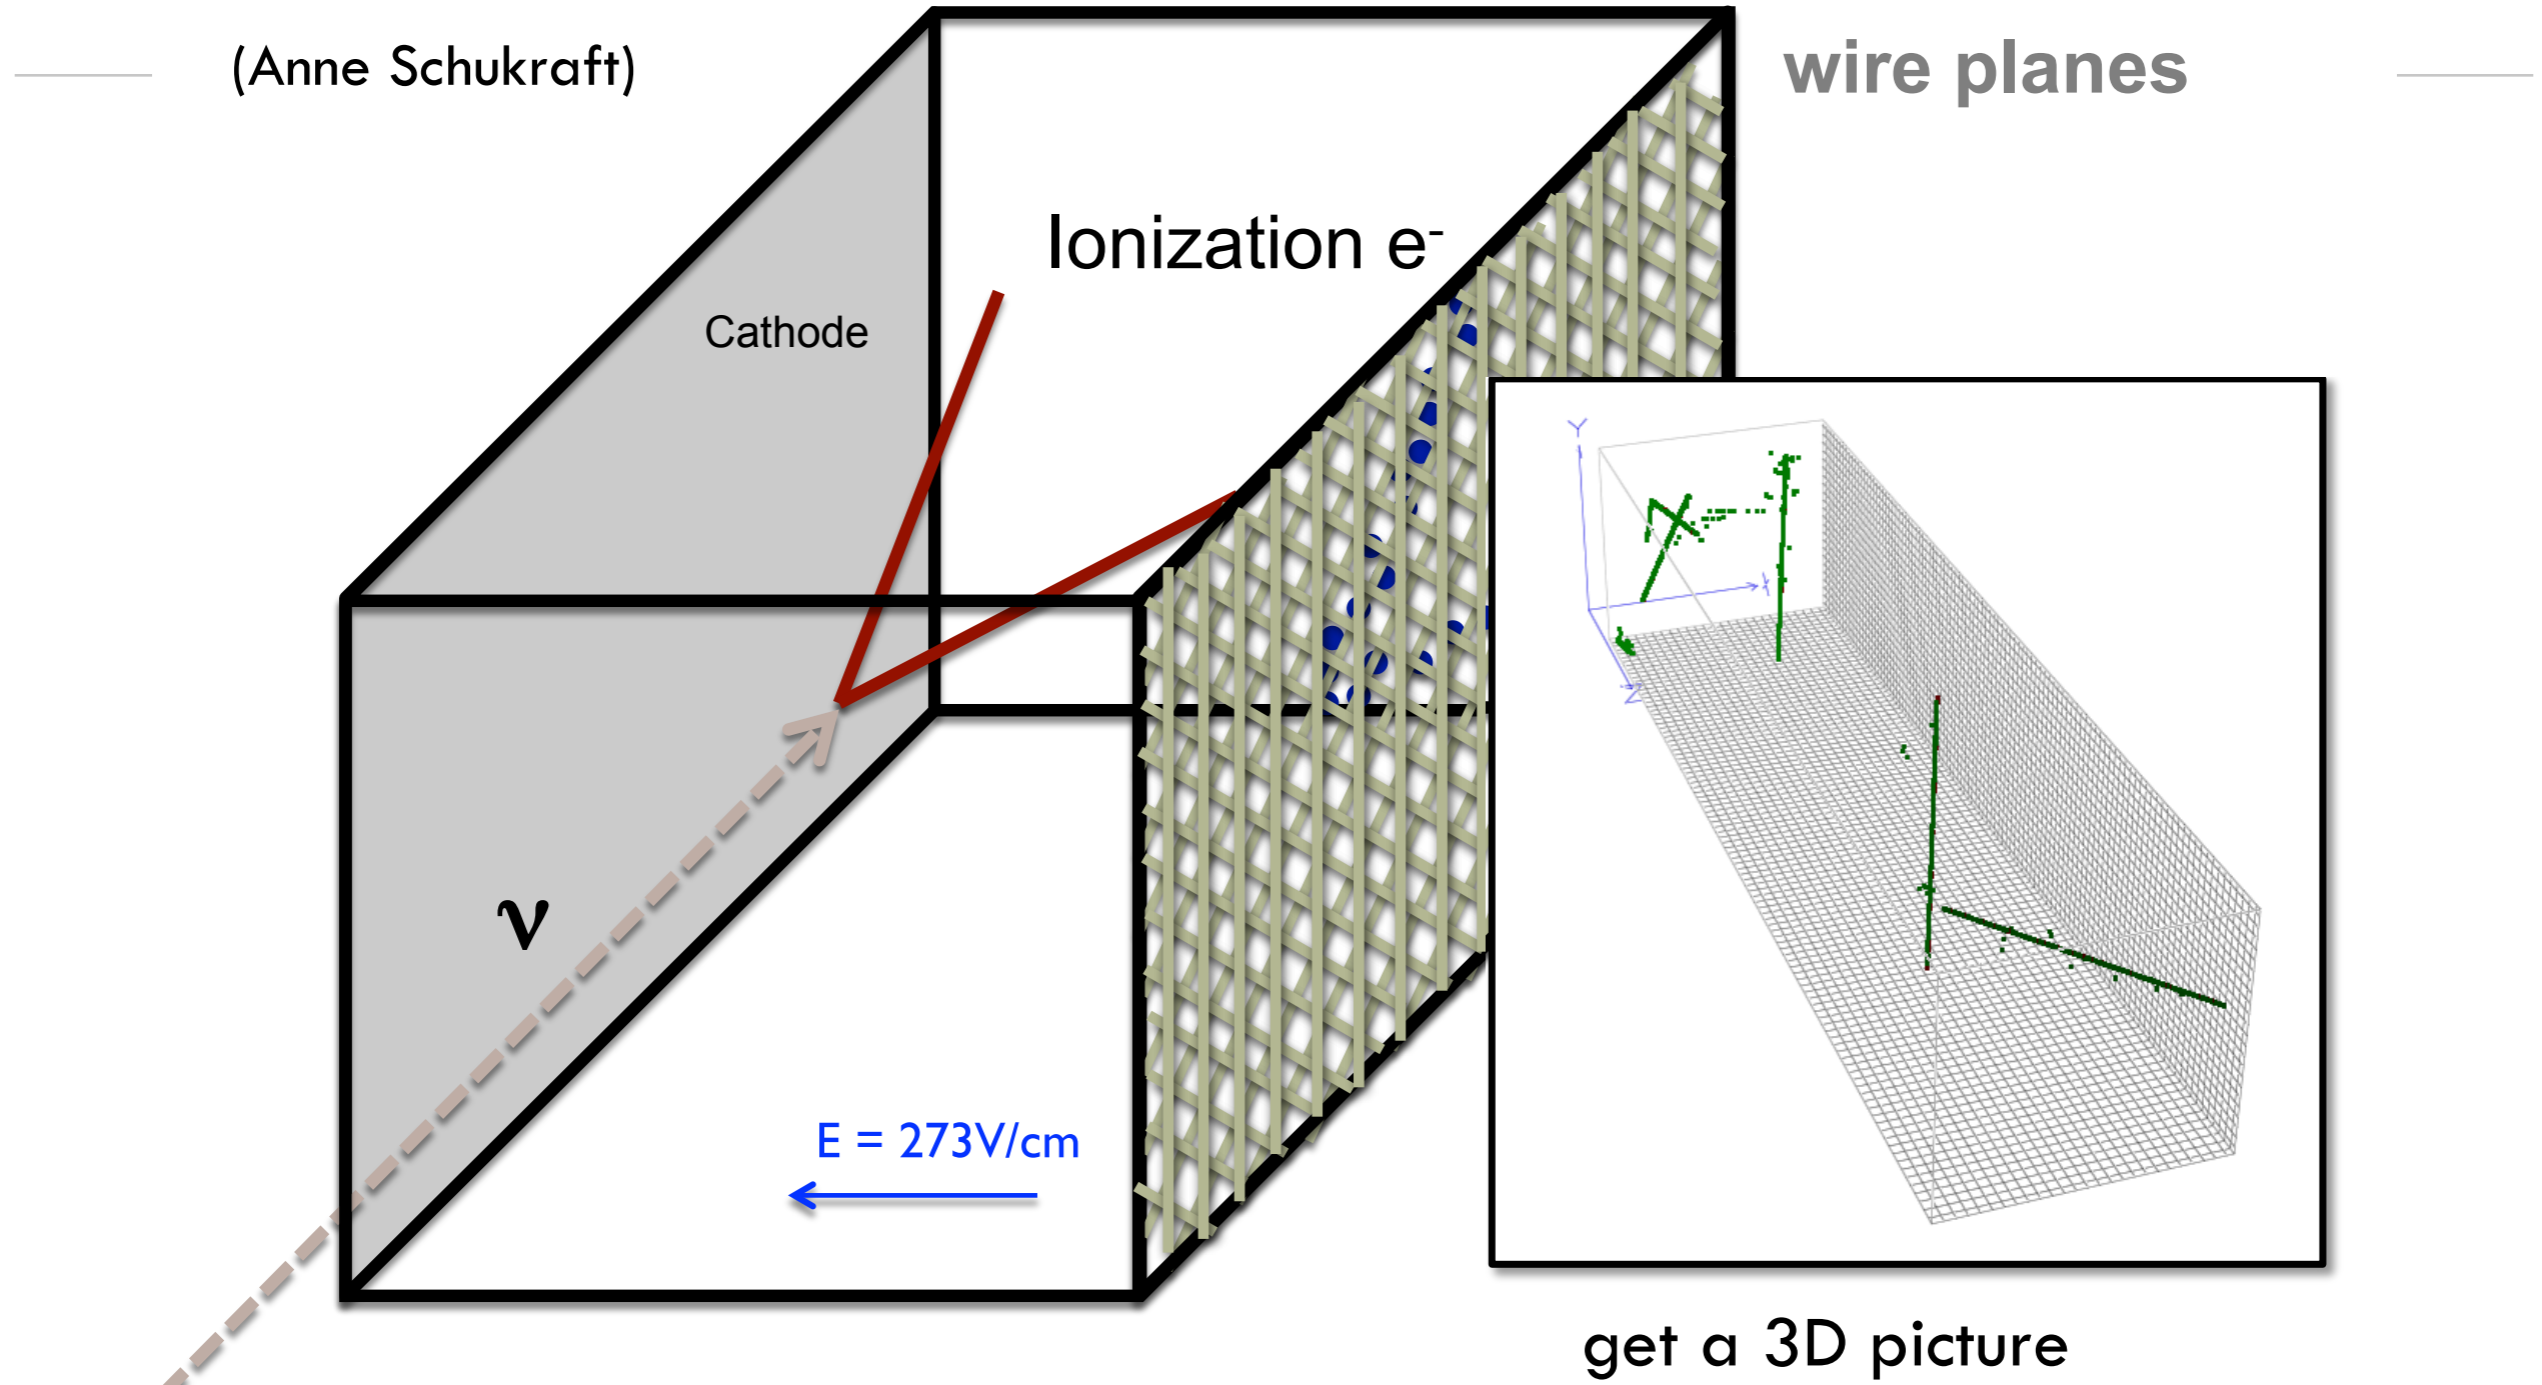 (Anne Schukraft)
wire planes
Ionization e-
Cathode
Y
X
Z
ν
E = 273V/cm
get a 3D picture